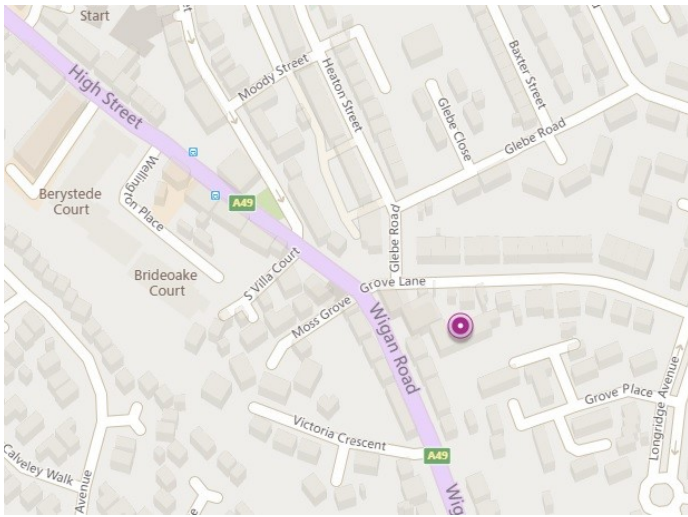 Start
High Street
Moody Street
Heaton Street
Baxter Street
Glebe Close
Glebe Road
Wellington Place
Berystede
Court
A49
Glebe Road
Brideoake
Court
S Villa Court
Grove Lane
Moss Grove
Wigan Road
Grove Place
Longridge Avenue
Victoria Crescent
A49
Calveley Walk
Avenue
Wig